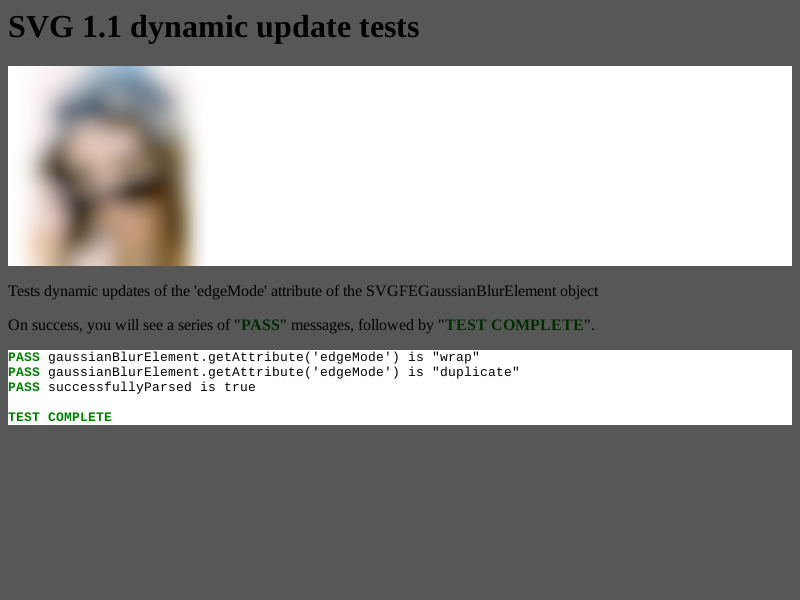 SVG 1.1 dynamic update tests
Tests dynamic updates of the 'edgeMode' attribute of the SVGFEGaussianBlurElement object
On success, you will see a series of "PASS" messages, followed by "TEST COMPLETE".
PASS gaussianBlurElement.getAttribute('edgeMode') is "wrap"
PASS gaussianBlurElement.getAttribute('edgeMode') is "duplicate"
PASS successfullyParsed is true
TEST COMPLETE